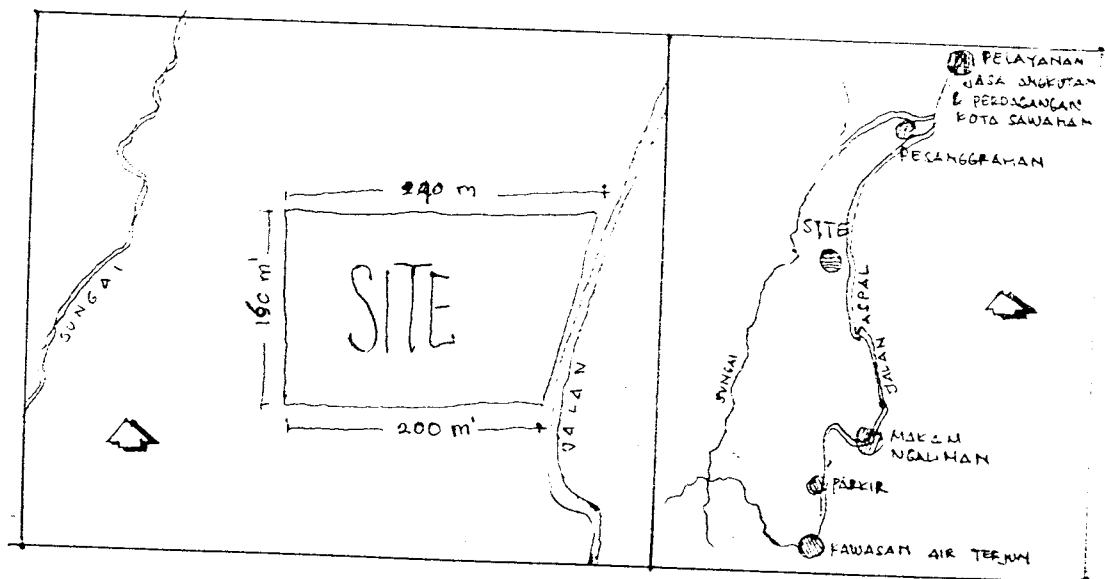 SUNGAI
240 m
160 m'
SITE
200 m'
JALAN
PELAYANAN
JASA ANGKUTAN
& PERDAGANGAN
KOTA SAWAHAN
PESANGGRAHAN
SITE
ASPAL
JALAN
SUNGAI
MAKAM
NGALIMAN
PARKIR
KAWASAN AIR TERJUN